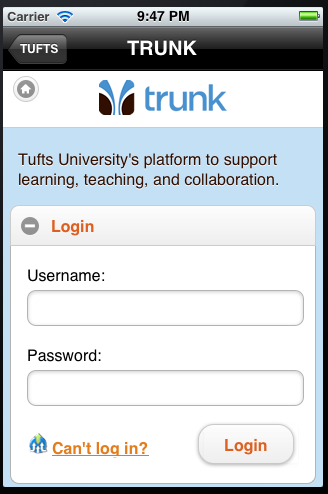 Carrier 9:47 PM
TUFTS TRUNK
trunk
Tufts University's platform to support
learning, teaching, and collaboration.
Login
Username:
Password:
Can't log in? Login